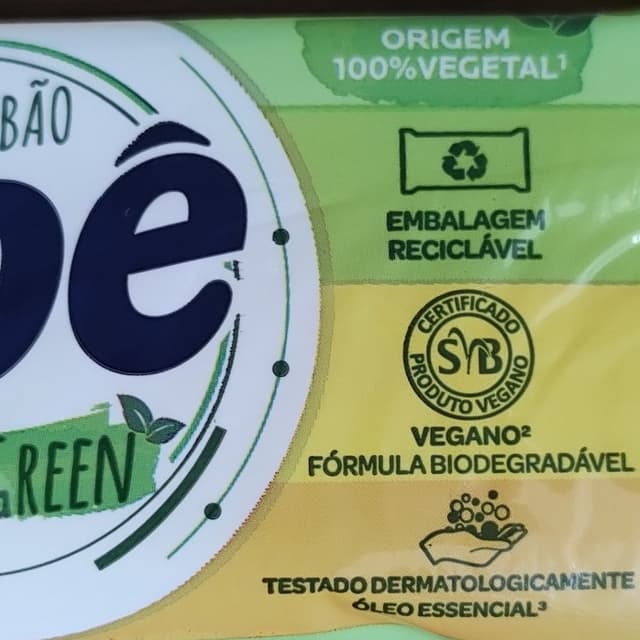 ORIGEM
100%VEGETAL¹
BÃO
ê
EMBALAGEM
RECICLÁVEL
CERTIFICADO
SVB
PRODUTO VEGANO
VEGANO²
FÓRMULA BIODEGRADÁVEL
GREEN
TESTADO DERMATOLOGICAMENTE
ÓLEO ESSENCIAL³